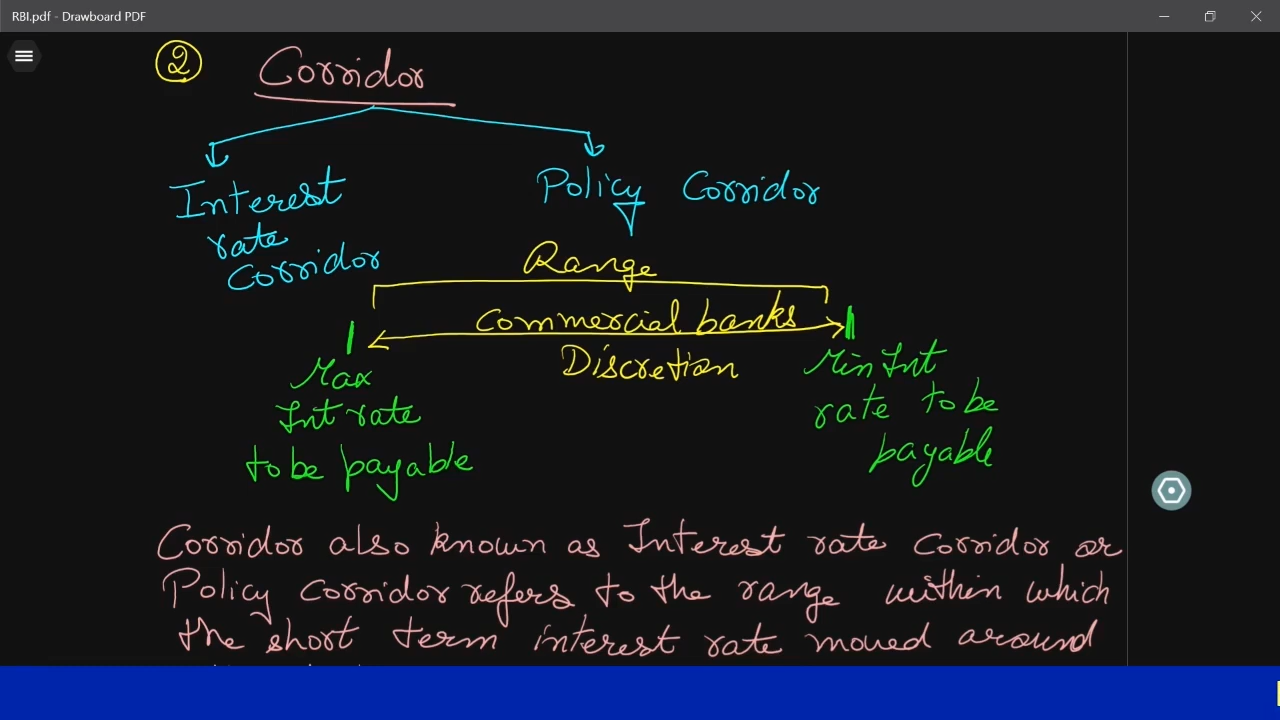 RBI.pdf - Drawboard PDF
② Corridor
Interest
rate
Corridor
Policy Corridor
Range
Commercial banks
Discretion
Max
Int rate
to be payable
Min Int
rate to be
payable
Corridor also known as Interest rate Corridor or
Policy Corridor refers to the range within which
the short term interest rate moved around